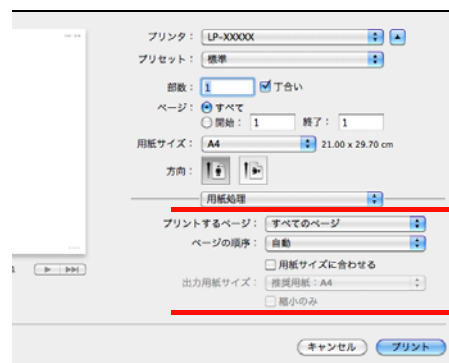 プリンタ： LP-XXXXX
プリセット： 標準
部数： 1 丁合い
ページ： すべて
開始： 1 終了： 1
用紙サイズ： A4 21.00 x 29.70 cm
方向：
用紙処理
プリントするページ： すべてのページ
ページの順序： 自動
用紙サイズに合わせる
出力用紙サイズ： 推奨用紙：A4
縮小のみ
キャンセル プリント